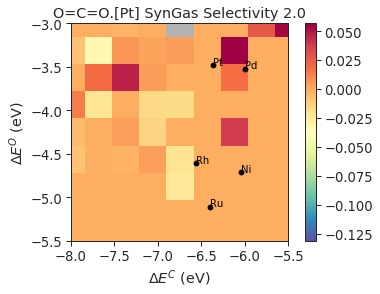 O=C=O.[Pt] SynGas Selectivity 2.0
−3.0
−3.5
−4.0
−4.5
−5.0
−5.5
ΔE^O (eV)
Pt
Pd
Rh
Ni
Ru
−8.0 −7.5 −7.0 −6.5 −6.0 −5.5
ΔE^C (eV)
0.050
0.025
0.000
−0.025
−0.050
−0.075
−0.100
−0.125